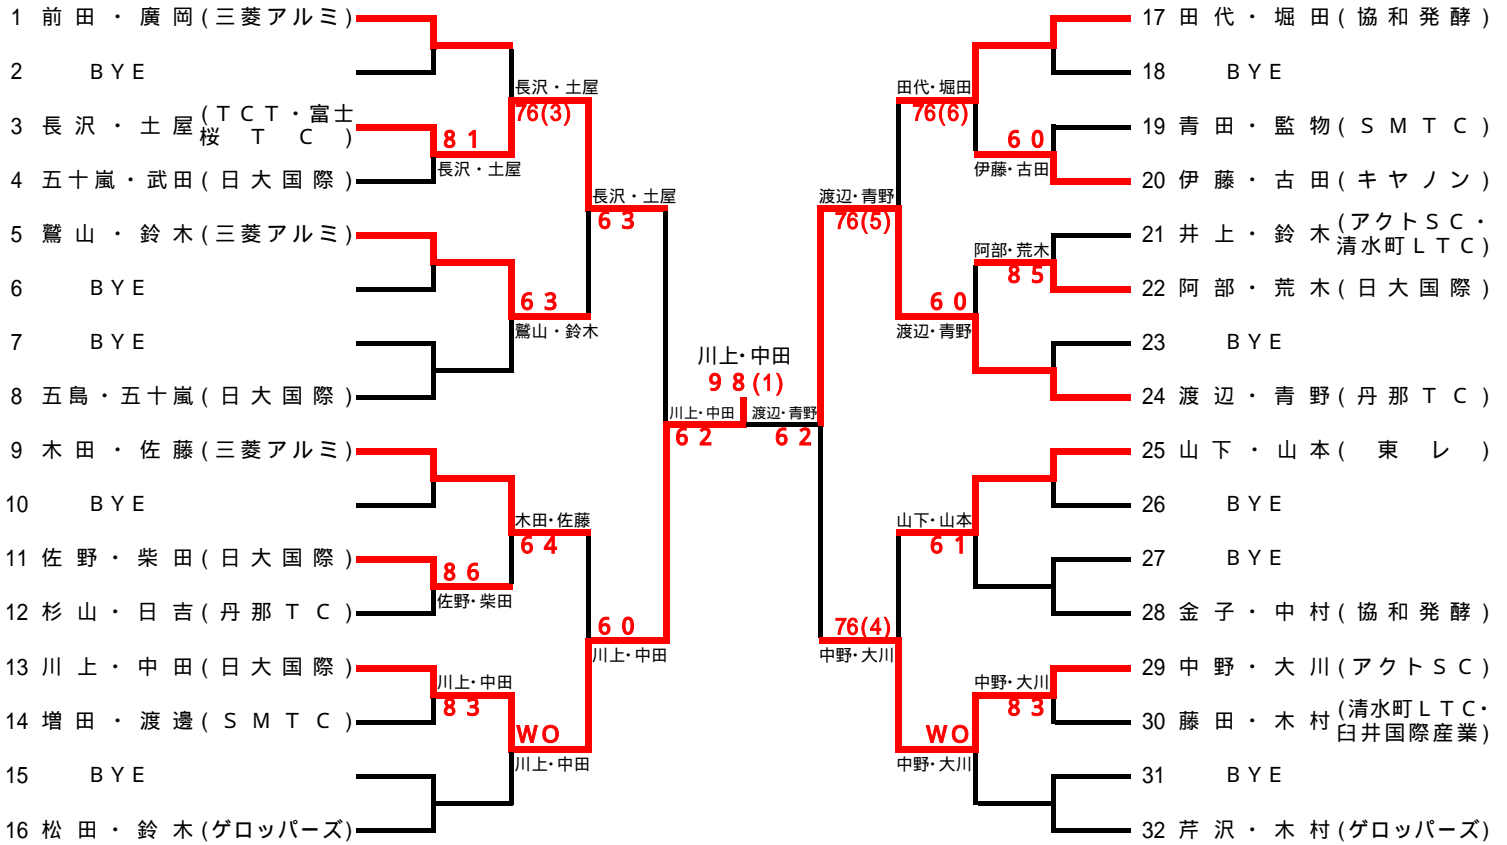 1 前田・廣岡(三菱アルミ)
2 BYE
3 長沢・土屋(TCT・富士桜TC)
4 五十嵐・武田(日大国際)
5 鷲山・鈴木(三菱アルミ)
6 BYE
7 BYE
8 五島・五十嵐(日大国際)
9 木田・佐藤(三菱アルミ)
10 BYE
11 佐野・柴田(日大国際)
12 杉山・日吉(丹那TC)
13 川上・中田(日大国際)
14 増田・渡邊(SMTC)
15 BYE
16 松田・鈴木(ゲロッパーズ)
81
長沢・土屋
86
佐野・柴田
川上・中田
83
長沢・土屋
76(3)
63
鷲山・鈴木
木田・佐藤
64
WO
川上・中田
長沢・土屋
63
60
川上・中田
川上・中田
62
川上・中田
98(1)
渡辺・青野
62
渡辺・青野
76(5)
76(4)
中野・大川
田代・堀田
76(6)
60
渡辺・青野
山下・山本
61
WO
中野・大川
60
伊藤・古田
阿部・荒木
85
中野・大川
83
17 田代・堀田(協和発酵)
18 BYE
19 青田・監物(SMTC)
20 伊藤・古田(キヤノン)
21 井上・鈴木(アクトSC・清水町LTC)
22 阿部・荒木(日大国際)
23 BYE
24 渡辺・青野(丹那TC)
25 山下・山本(東レ)
26 BYE
27 BYE
28 金子・中村(協和発酵)
29 中野・大川(アクトSC)
30 藤田・木村(清水町LTC・臼井国際産業)
31 BYE
32 芹沢・木村(ゲロッパーズ)